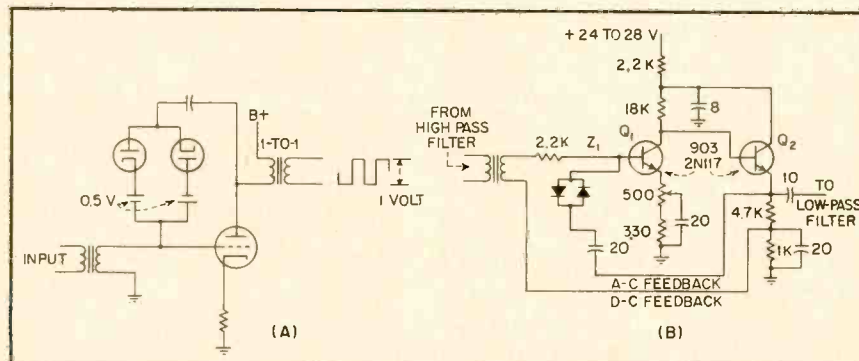 B+
1-TO-1
0.5 V
1 VOLT
INPUT
(A)
+ 24 TO 28 V
2,2K
18K
8
FROM
HIGH PASS
FILTER
2,2K
Z1
Q1
903
2N117
Q2
10
TO
LOW-PASS
FILTER
500
330
20
20
4.7K
1K
20
A-C FEEDBACK
D-C FEEDBACK
(B)